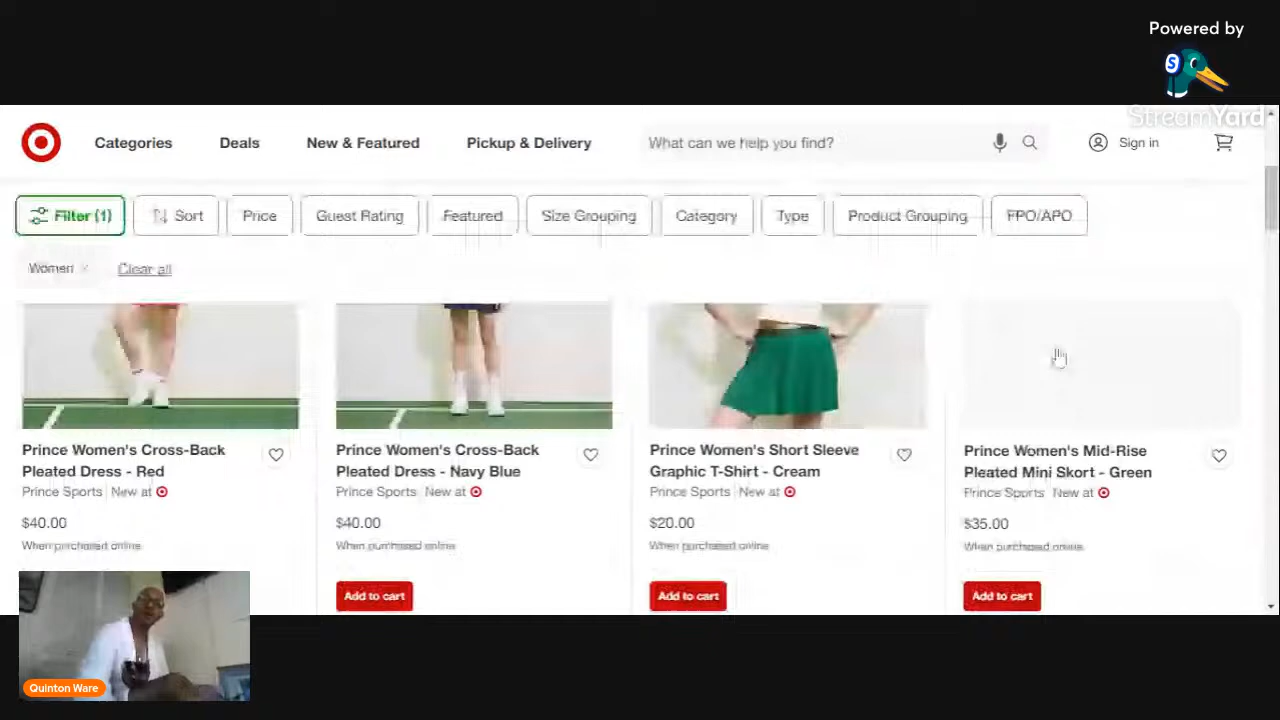 Powered by
S
StreamYard
Categories
Deals
New & Featured
Pickup & Delivery
What can we help you find?
Sign in
Filter (1)
Sort
Price
Guest Rating
Featured
Size Grouping
Category
Type
Product Grouping
FPO/APO
Women ×
Clear all
Prince Women's Cross-Back
Pleated Dress - Red
Prince Sports | New at
$40.00
When purchased online
Prince Women's Cross-Back
Pleated Dress - Navy Blue
Prince Sports | New at
$40.00
When purchased online
Add to cart
Prince Women's Short Sleeve
Graphic T-Shirt - Cream
Prince Sports | New at
$20.00
When purchased online
Add to cart
Prince Women's Mid-Rise
Pleated Mini Skort - Green
Prince Sports New at
$35.00
When purchased online
Add to cart
Quinton Ware